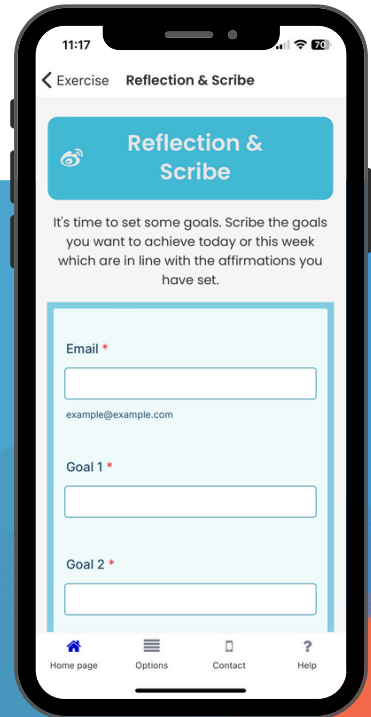 11:17
70
Exercise Reflection & Scribe
Reflection &
Scribe
It's time to set some goals. Scribe the goals
you want to achieve today or this week
which are in line with the affirmations you
have set.
Email *
example@example.com
Goal 1 *
Goal 2 *
Home page Options Contact Help